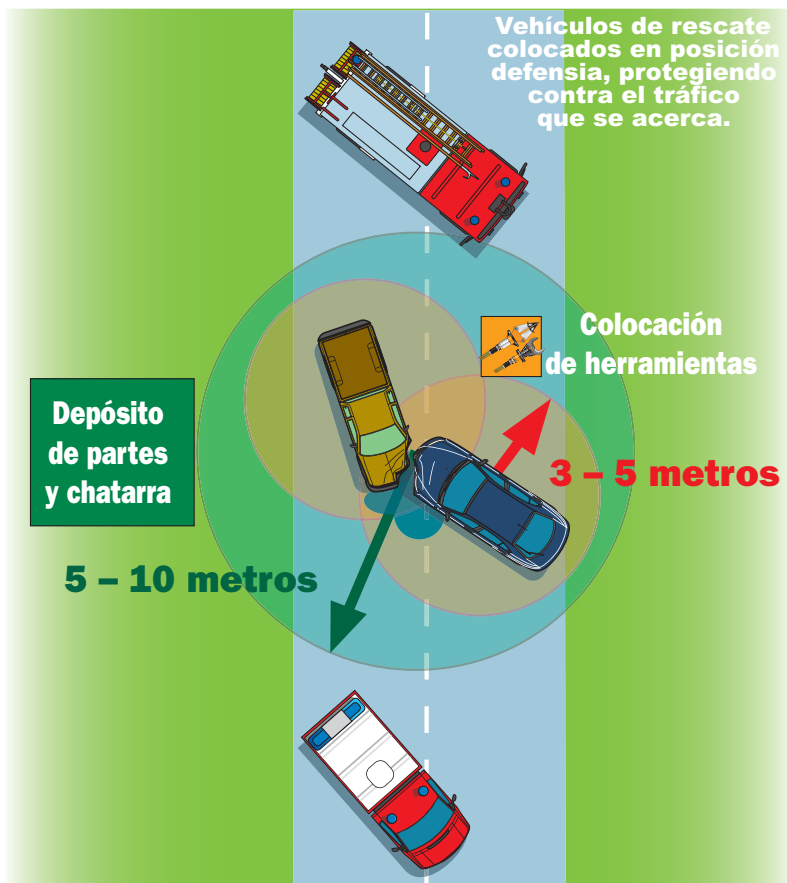 Vehículos de rescate
colocados en posición
defensia, protegiendo
contra el tráfico
que se acerca.
Colocación
de herramientas
Depósito
de partes
y chatarra
3 – 5 metros
5 – 10 metros